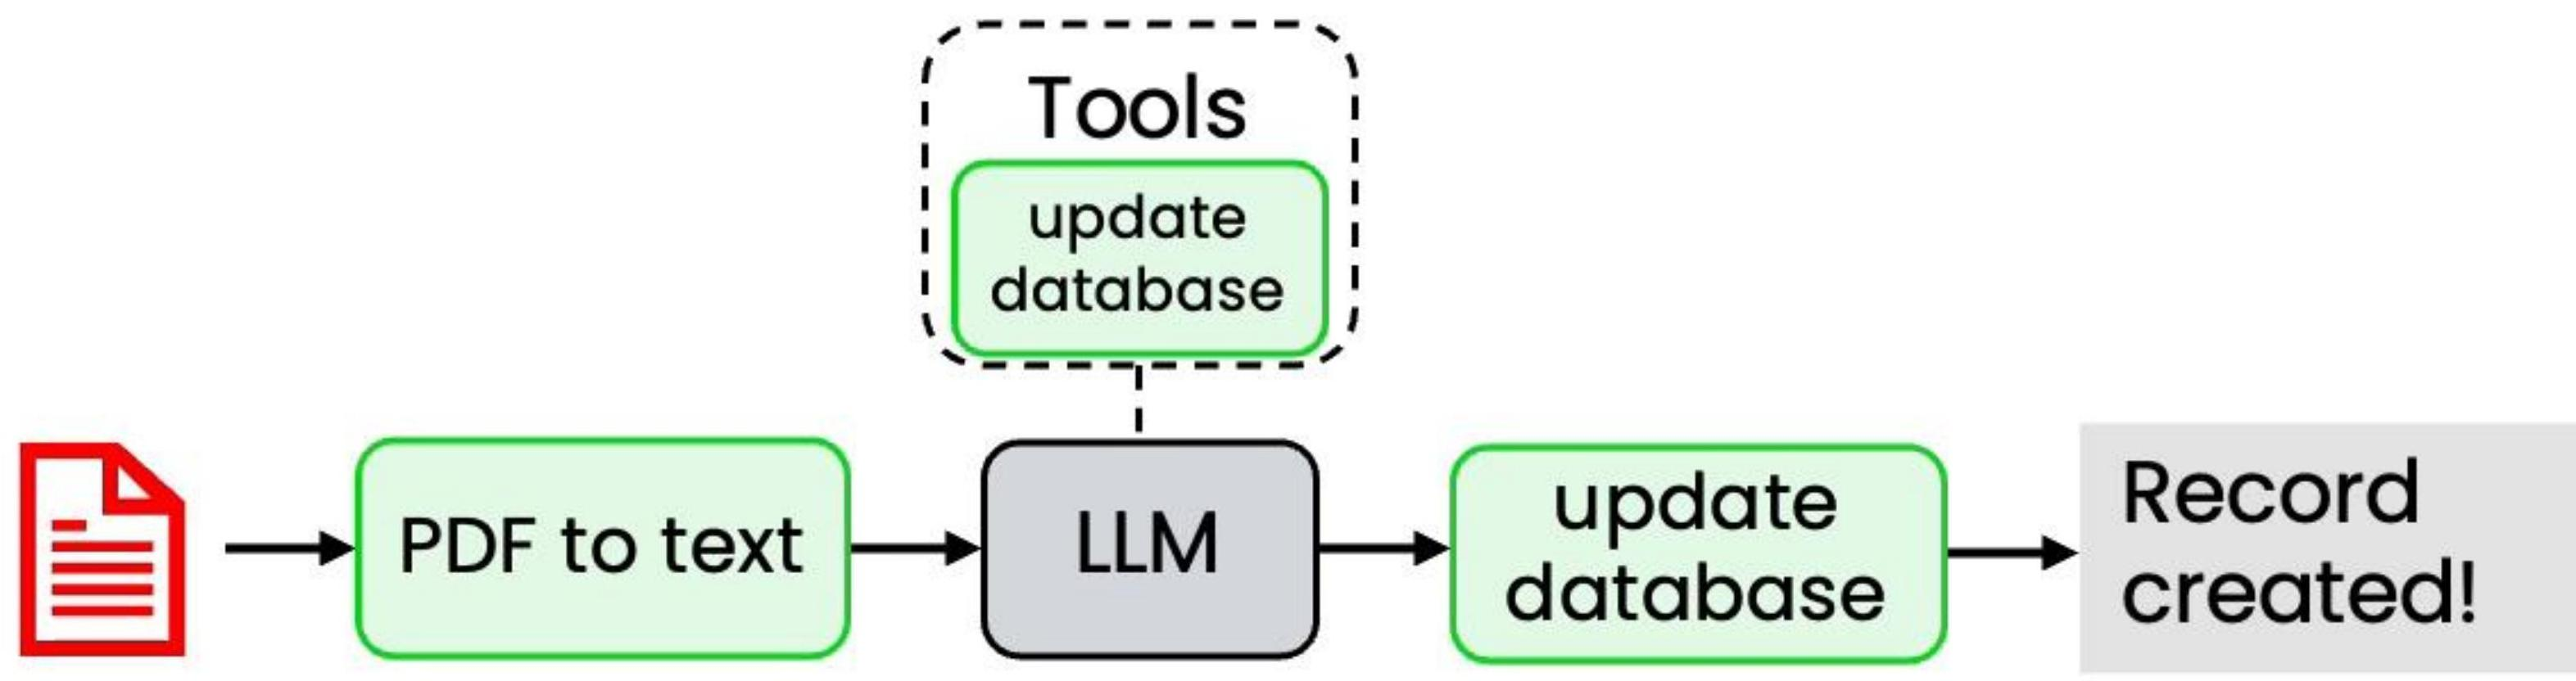 Tools
update
database
PDF to text
LLM
update
database
Record
created!